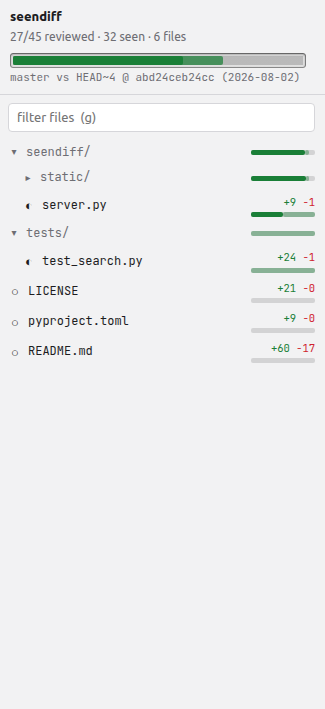 seendiff
27/45 reviewed · 32 seen · 6 files
master vs HEAD~4 @ abd24ceb24cc (2026-08-02)
filter files (g)
▾ seendiff/
▸ static/
◖ server.py +9 -1
▾ tests/
◖ test_search.py +24 -1
○ LICENSE +21 -0
○ pyproject.toml +9 -0
○ README.md +60 -17